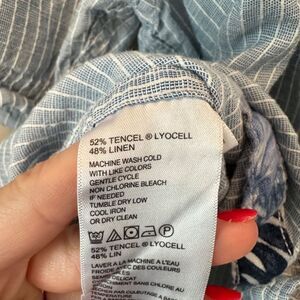 52% TENCEL ® LYOCELL
48% LINEN
MACHINE WASH COLD
WITH LIKE COLORS
GENTLE CYCLE
NON CHLORINE BLEACH
IF NEEDED
TUMBLE DRY LOW
COOL IRON
OR DRY CLEAN
52% TENCEL ® LYOCELL
48% LIN
LAVER A LA MACHINE A L'EAU
FROIDE AVEC DES COULEURS